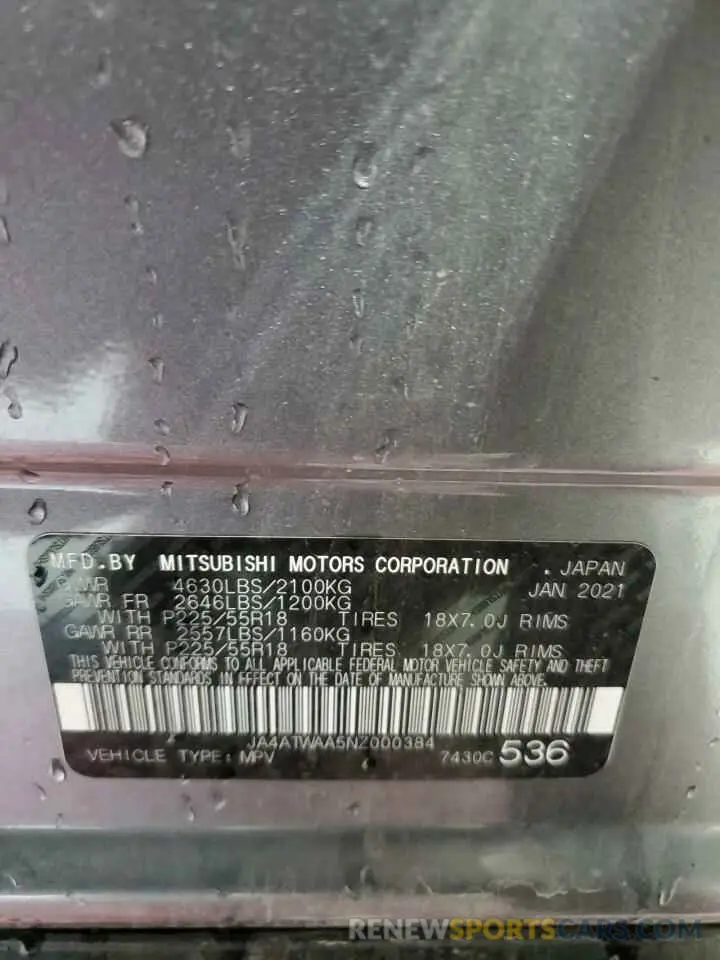 MFD.BY MITSUBISHI MOTORS CORPORATION . JAPAN
GVWR 4630LBS/2100KG JAN 2021
GAWR FR 2646LBS/1200KG
WITH P225/55R18 TIRES 18X7.0J RIMS
GAWR RR 2557LBS/1160KG
WITH P225/55R18 TIRES 18X7.0J RIMS
THIS VEHICLE CONFORMS TO ALL APPLICABLE FEDERAL MOTOR VEHICLE SAFETY AND THEFT
PREVENTION STANDARDS IN EFFECT ON THE DATE OF MANUFACTURE SHOWN ABOVE.
JA4ATWAA5NZ000384
VEHICLE TYPE: MPV 7430C 536
RENEWSPORTSCARS.COM